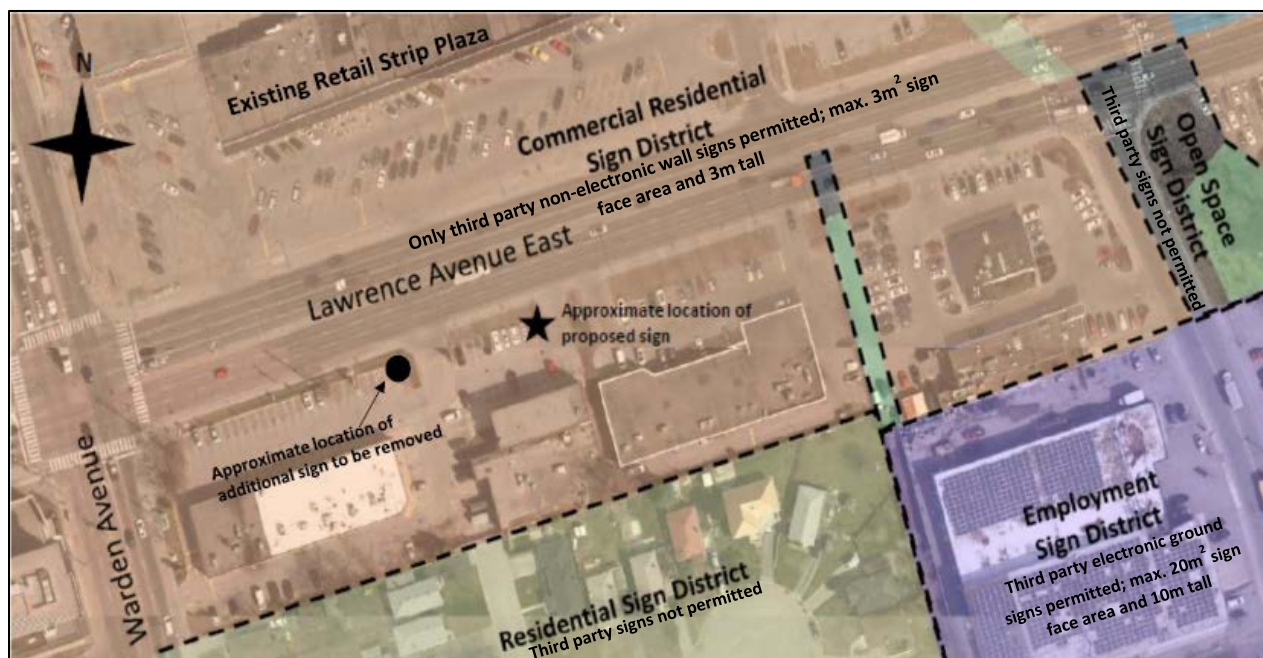 N
Existing Retail Strip Plaza
Commercial Residential
Sign District
Only third party non-electronic wall signs permitted; max. 3m² sign
face area and 3m tall
Lawrence Avenue East
Third party signs not permitted
Open Space
Sign District
Approximate location of
proposed sign
Approximate location of
additional sign to be removed
Warden Avenue
Residential Sign District
Third party signs not permitted
Employment
Sign District
Third party electronic ground
signs permitted; max. 20m² sign
face area and 10m tall